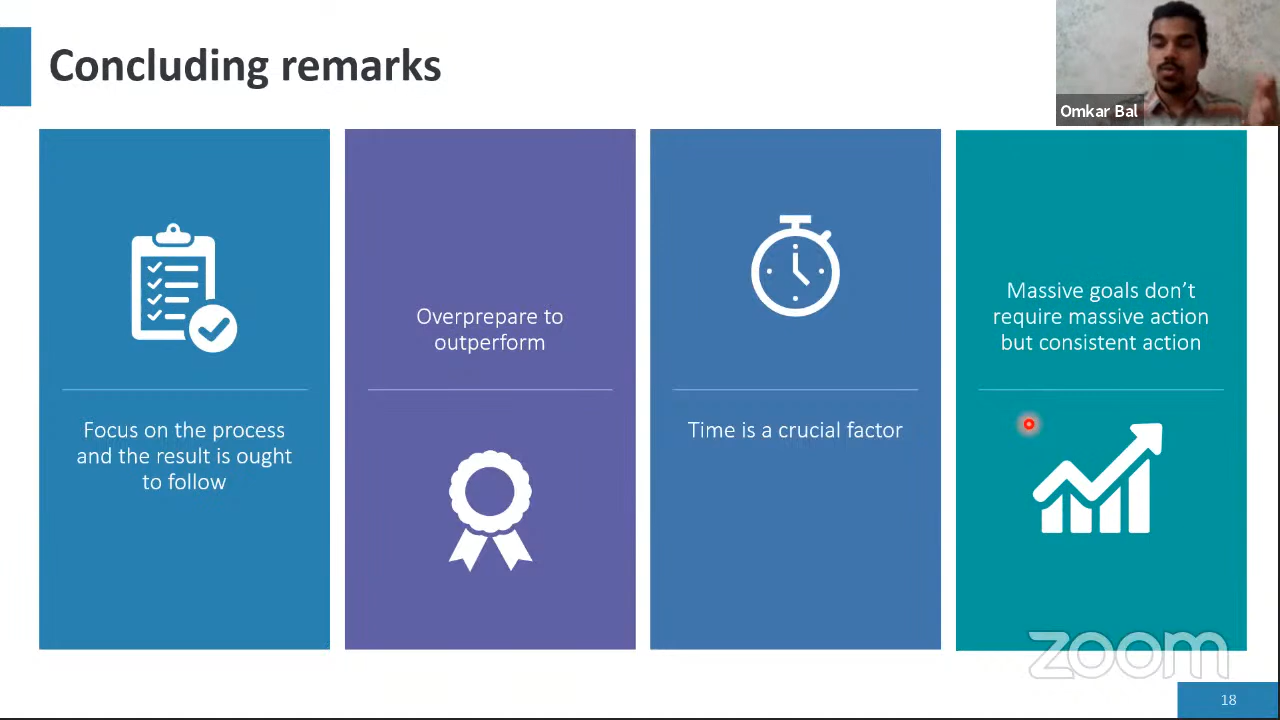 Concluding remarks
Omkar Bal
Focus on the process
and the result is ought
to follow
Overprepare to
outperform
Time is a crucial factor
Massive goals don't
require massive action
but consistent action
zoom
18